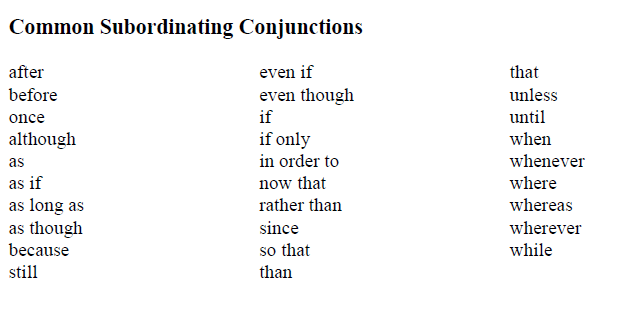 Common Subordinating Conjunctions
after
before
once
although
as
as if
as long as
as though
because
still
even if
even though
if
if only
in order to
now that
rather than
since
so that
than
that
unless
until
when
whenever
where
whereas
wherever
while